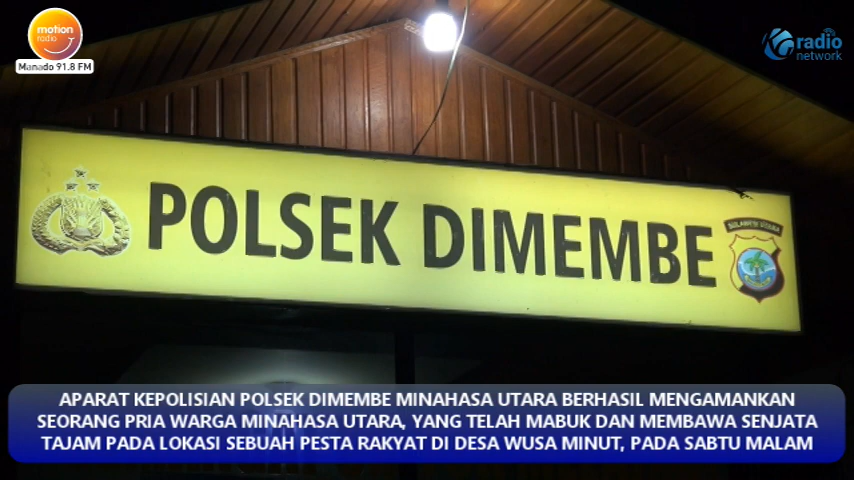 motion
radio
Manado 91.8 FM
radio
network
POLSEK DIMEMBE
SULAWESI UTARA
APARAT KEPOLISIAN POLSEK DIMEMBE MINAHASA UTARA BERHASIL MENGAMANKAN
SEORANG PRIA WARGA MINAHASA UTARA, YANG TELAH MABUK DAN MEMBAWA SENJATA
TAJAM PADA LOKASI SEBUAH PESTA RAKYAT DI DESA WUSA MINUT, PADA SABTU MALAM